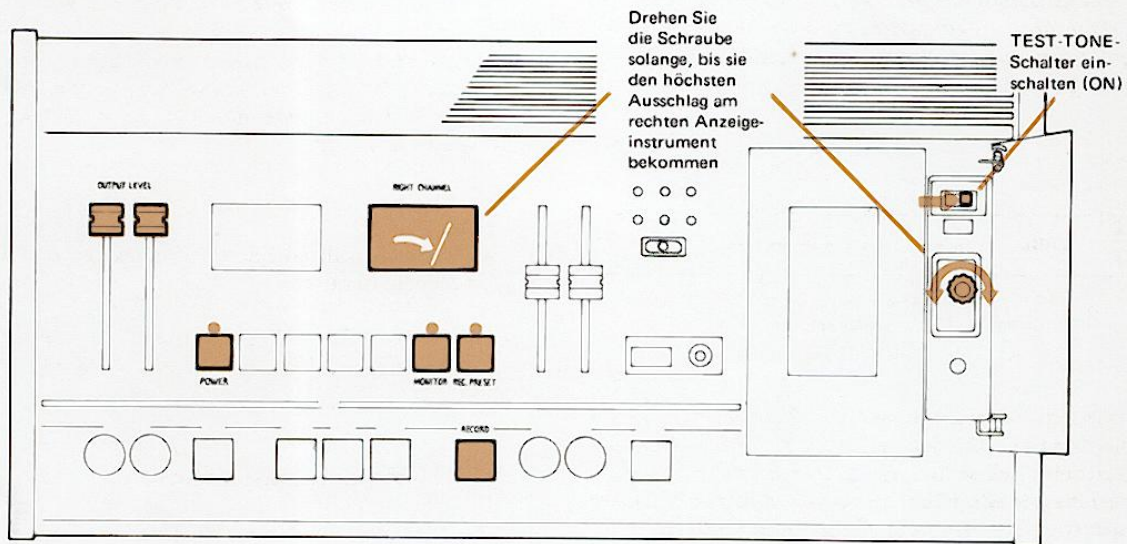 Drehen Sie
die Schraube
solange, bis sie
den höchsten
Ausschlag am
rechten Anzeige-
instrument
bekommen
TEST-TONE-
Schalter ein-
schalten (ON)
OUTPUT LEVEL
RIGHT CHANNEL
POWER
MONITOR
REC. PRESET
RECORD